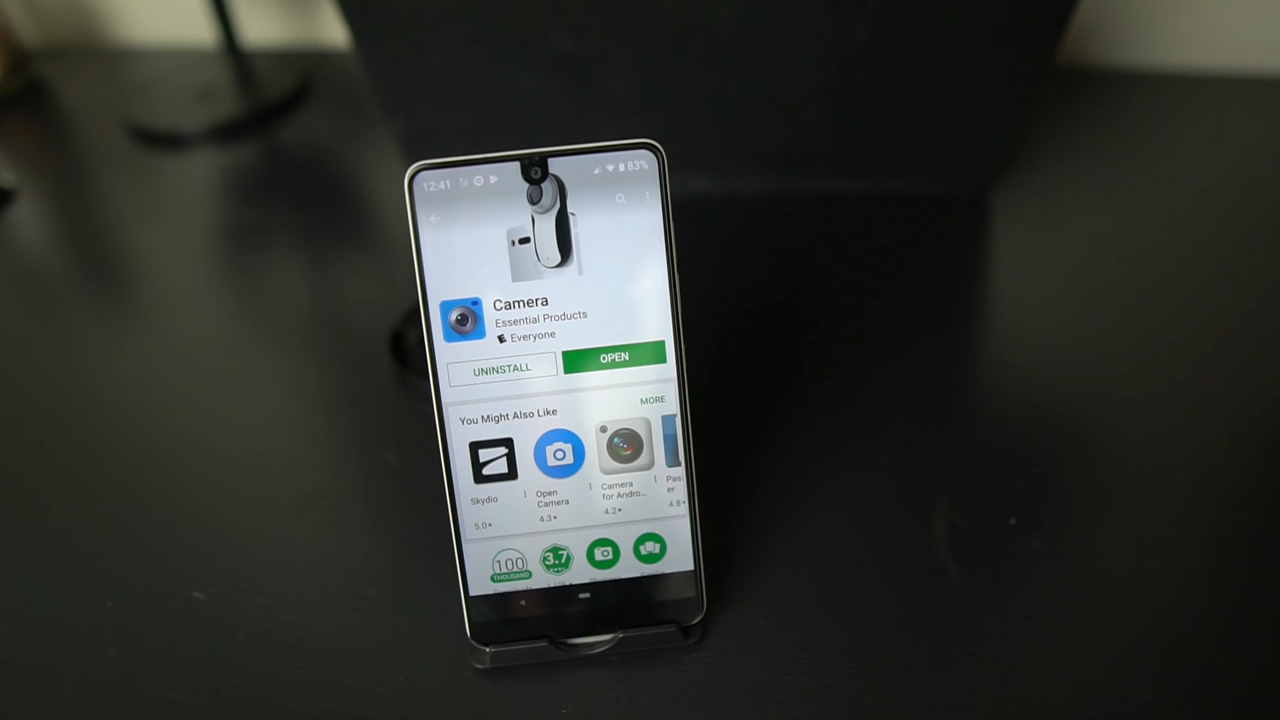 12:41
83%
Camera
Essential Products
E Everyone
UNINSTALL
OPEN
You Might Also Like
MORE
Skydio
5.0
Open
Camera
4.3
Camera
for Andro...
4.2
Pas
er
4.8
100
THOUSAND
3.7